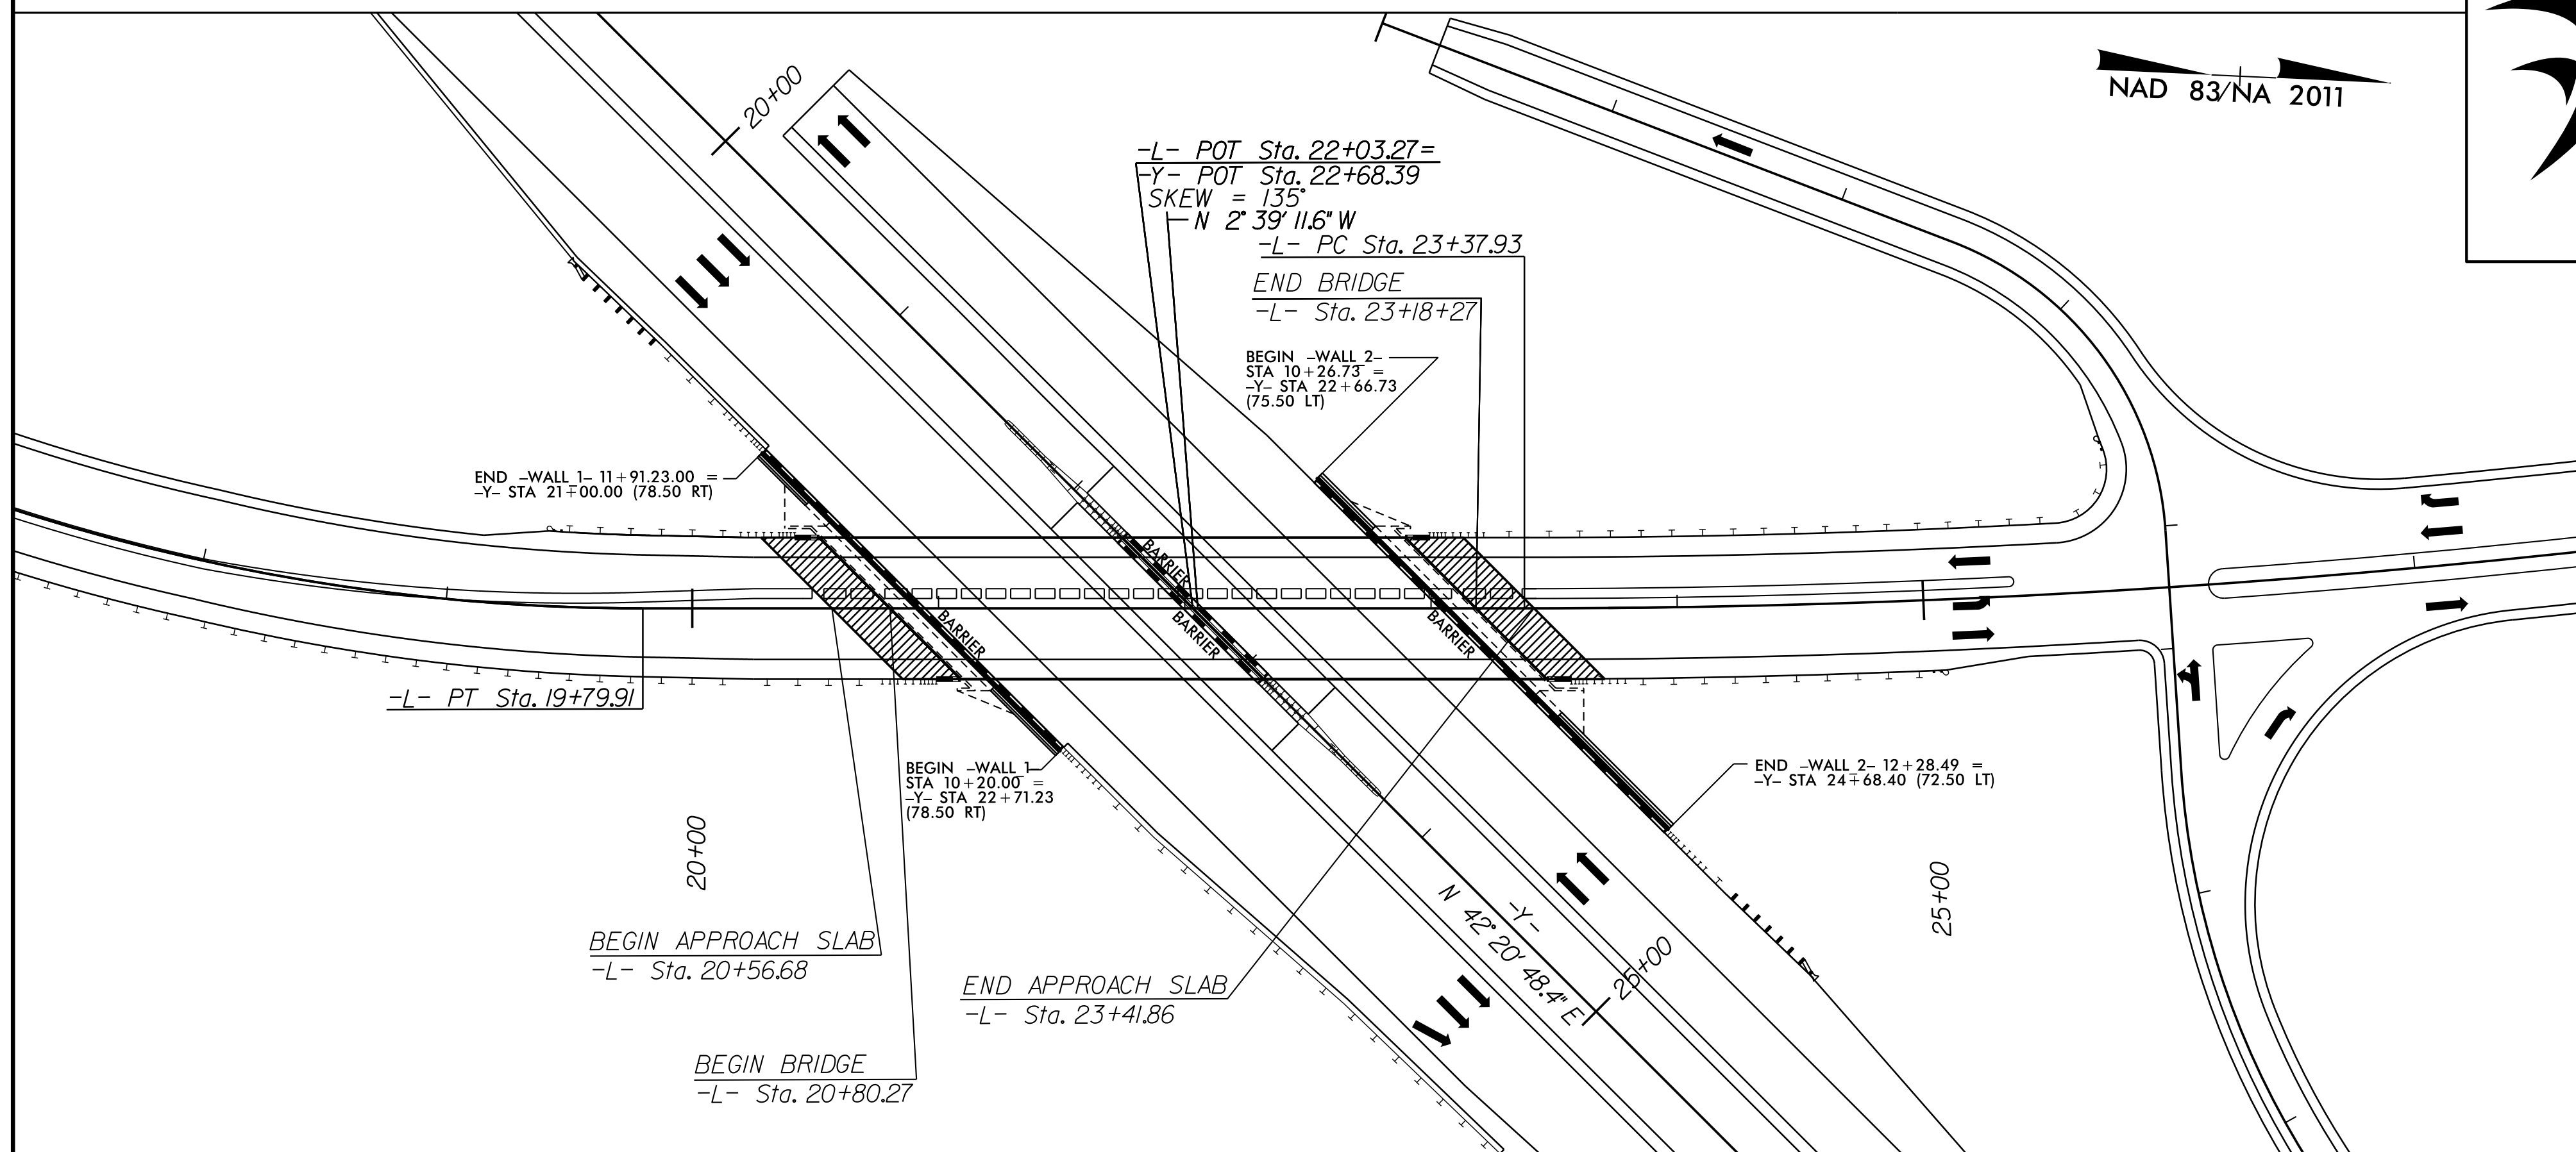 20+00
NAD 83/NA 2011
-L- POT Sta. 22+03.27=
-Y- POT Sta. 22+68.39
SKEW = 135°
N 2° 39' 11.6" W
-L- PC Sta. 23+37.93
END BRIDGE
-L- Sta. 23+18+27
BEGIN -WALL 2-
STA 10+26.73 =
-Y- STA 22+66.73
(75.50 LT)
END -WALL 1- 11+91.23.00 =
-Y- STA 21+00.00 (78.50 RT)
BARRIER
BARRIER
BARRIER
BARRIER
-L- PT Sta. 19+79.91
BEGIN -WALL 1-
STA 10+20.00 =
-Y- STA 22+71.23
(78.50 RT)
END -WALL 2- 12+28.49 =
-Y- STA 24+68.40 (72.50 LT)
20+00
25+00
-Y-
N 42° 20' 48.4" E
25+00
BEGIN APPROACH SLAB
-L- Sta. 20+56.68
END APPROACH SLAB
-L- Sta. 23+41.86
BEGIN BRIDGE
-L- Sta. 20+80.27